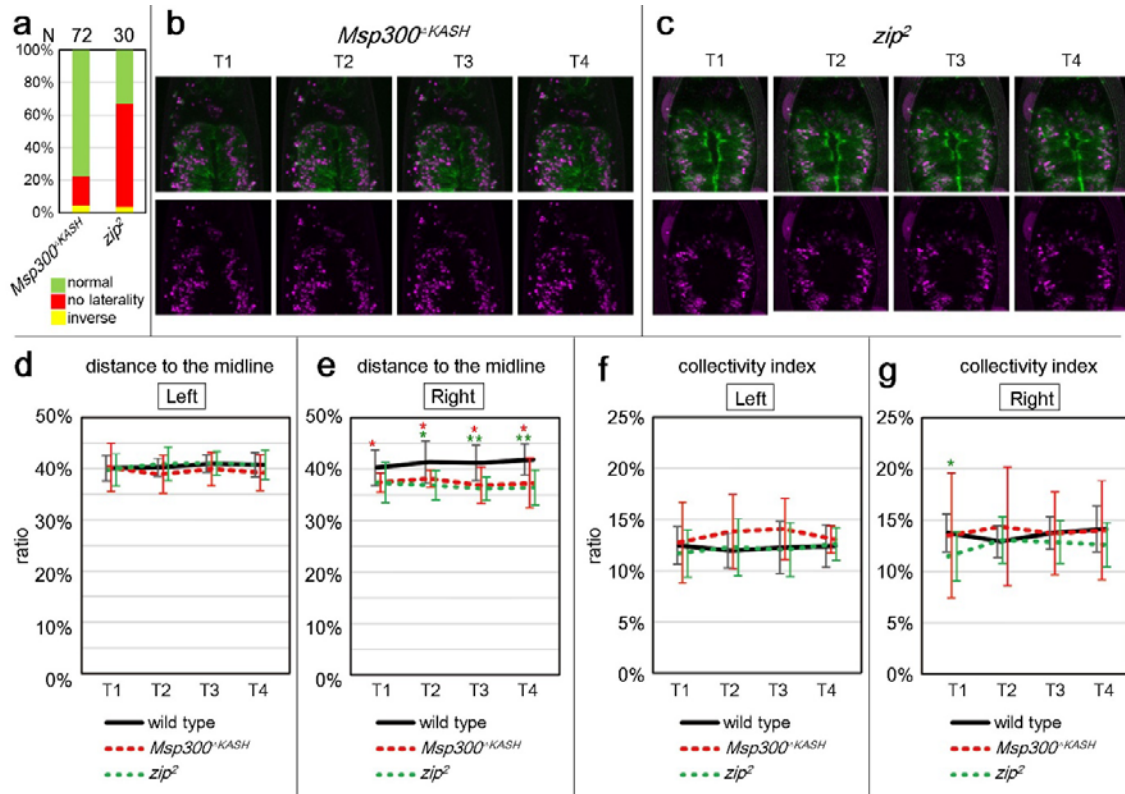 a
N 72 30
100%
80%
60%
40%
20%
0%
Msp300^ΔKASH
zip²
normal
no laterality
inverse
b
Msp300^ΔKASH
T1 T2 T3 T4
c
zip²
T1 T2 T3 T4
d
distance to the midline
Left
50%
40%
30%
20%
10%
0%
ratio
T1 T2 T3 T4
wild type
Msp300^ΔKASH
zip²
e
distance to the midline
Right
50%
40%
30%
20%
10%
0%
* * * *
* ** **
T1 T2 T3 T4
wild type
Msp300^ΔKASH
zip²
f
collectivity index
Left
25%
20%
15%
10%
5%
0%
ratio
T1 T2 T3 T4
wild type
Msp300^ΔKASH
zip²
g
collectivity index
Right
25%
20%
15%
10%
5%
0%
*
T1 T2 T3 T4
wild type
Msp300^ΔKASH
zip²